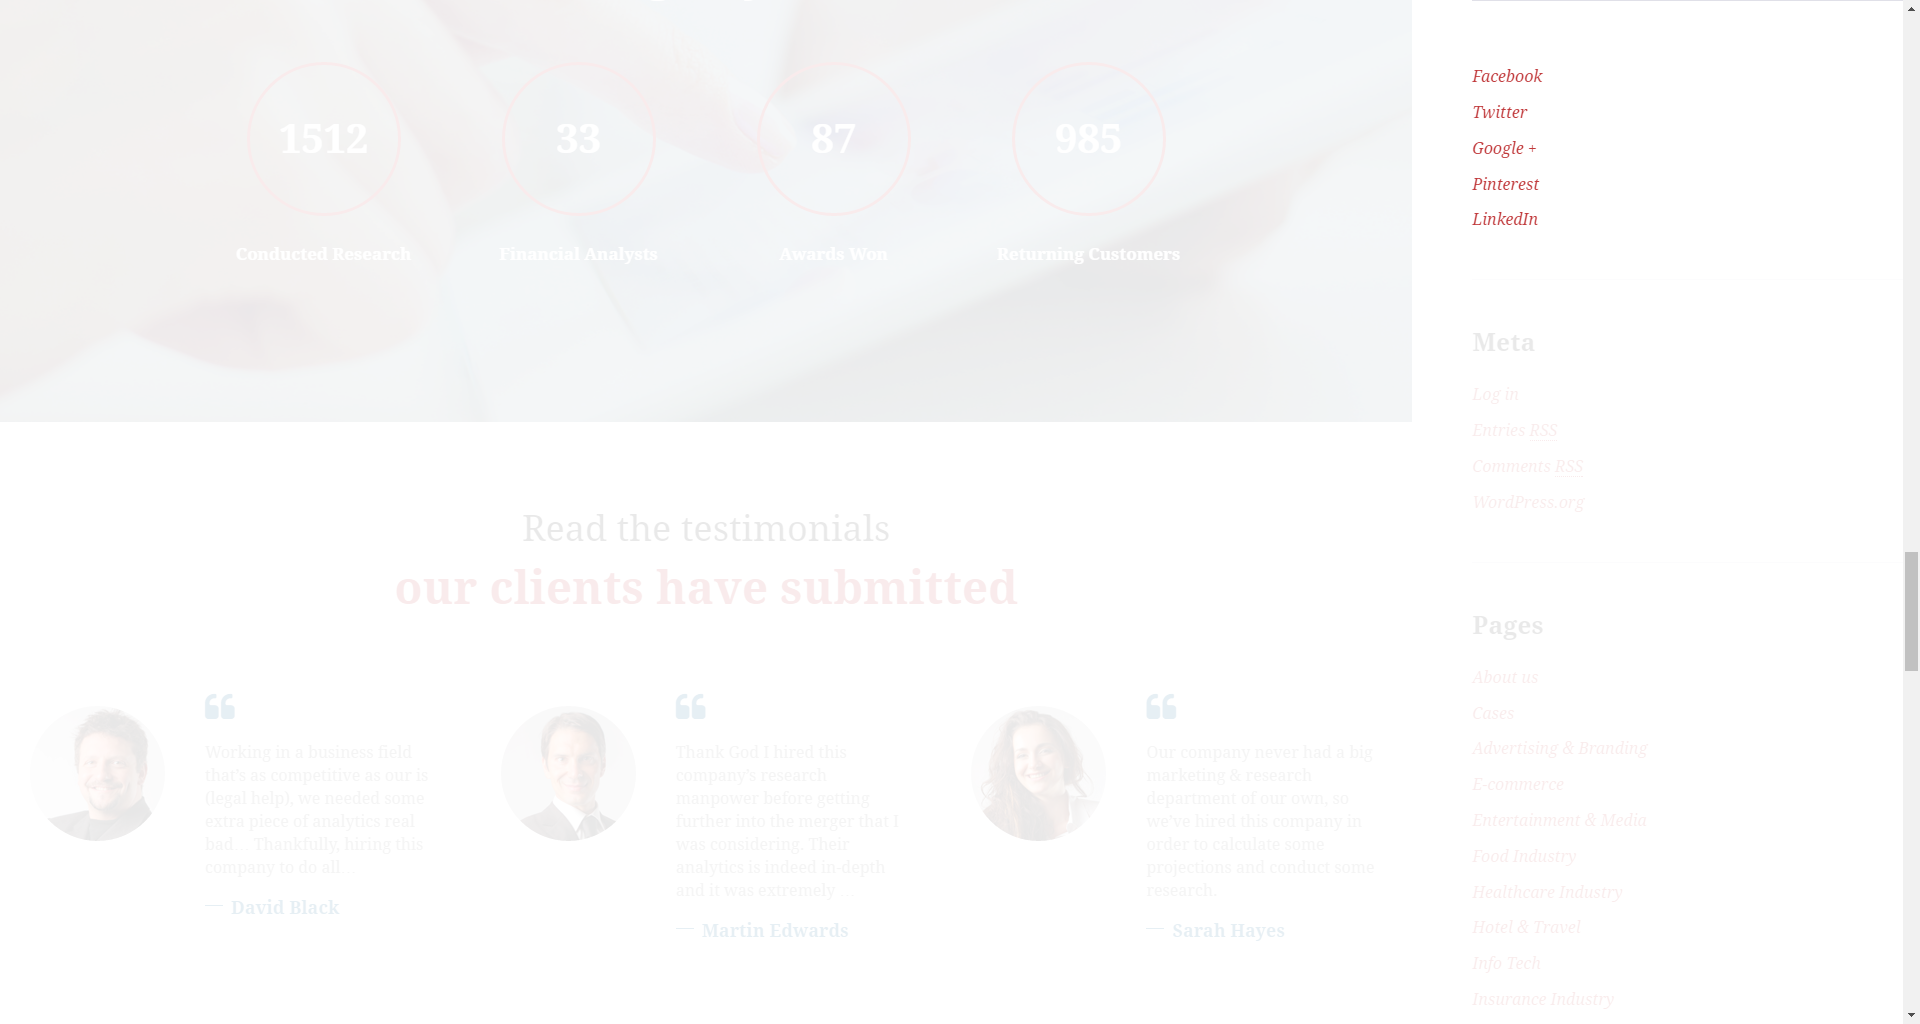 1512
33
87
985
Conducted Research
Financial Analysts
Awards Won
Returning Customers
Read the testimonials
our clients have submitted
Working in a business field
that's as competitive as our is
(legal help), we needed some
extra piece of analytics real
bad… Thankfully, hiring this
company to do all…
— David Black
Thank God I hired this
company's research
manpower before getting
further into the merger that I
was considering. Their
analytics is indeed in-depth
and it was extremely …
— Martin Edwards
Our company never had a big
marketing & research
department of our own, so
we've hired this company in
order to calculate some
projections and conduct some
research.
— Sarah Hayes
Facebook
Twitter
Google +
Pinterest
LinkedIn
Meta
Log in
Entries RSS
Comments RSS
WordPress.org
Pages
About us
Cases
Advertising & Branding
E-commerce
Entertainment & Media
Food Industry
Healthcare Industry
Hotel & Travel
Info Tech
Insurance Industry